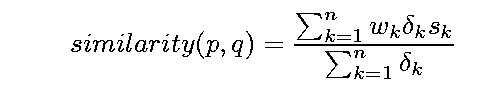 similarity(p, q) = \frac{\sum_{k=1}^{n} w_k \delta_k s_k}{\sum_{k=1}^{n} \delta_k}